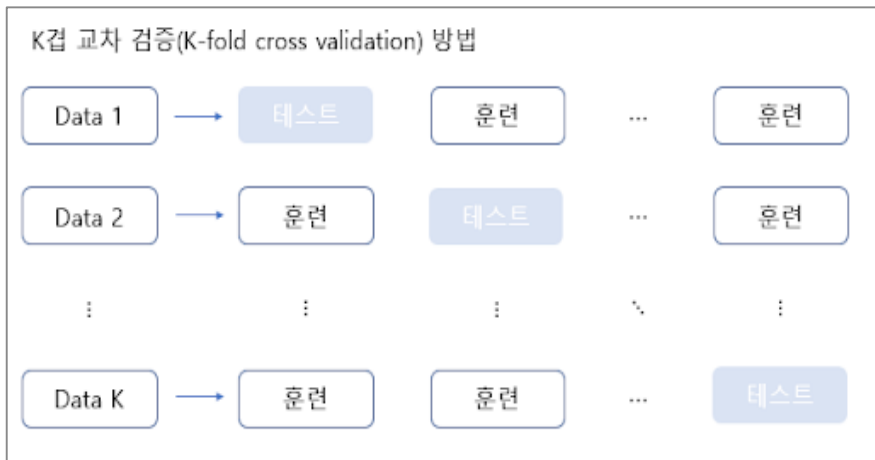 K겹 교차 검증(K-fold cross validation) 방법
Data 1 테스트 훈련 ... 훈련
Data 2 훈련 테스트 ... 훈련
⋮ ⋮ ⋮ ⋱ ⋮
Data K 훈련 훈련 ... 테스트